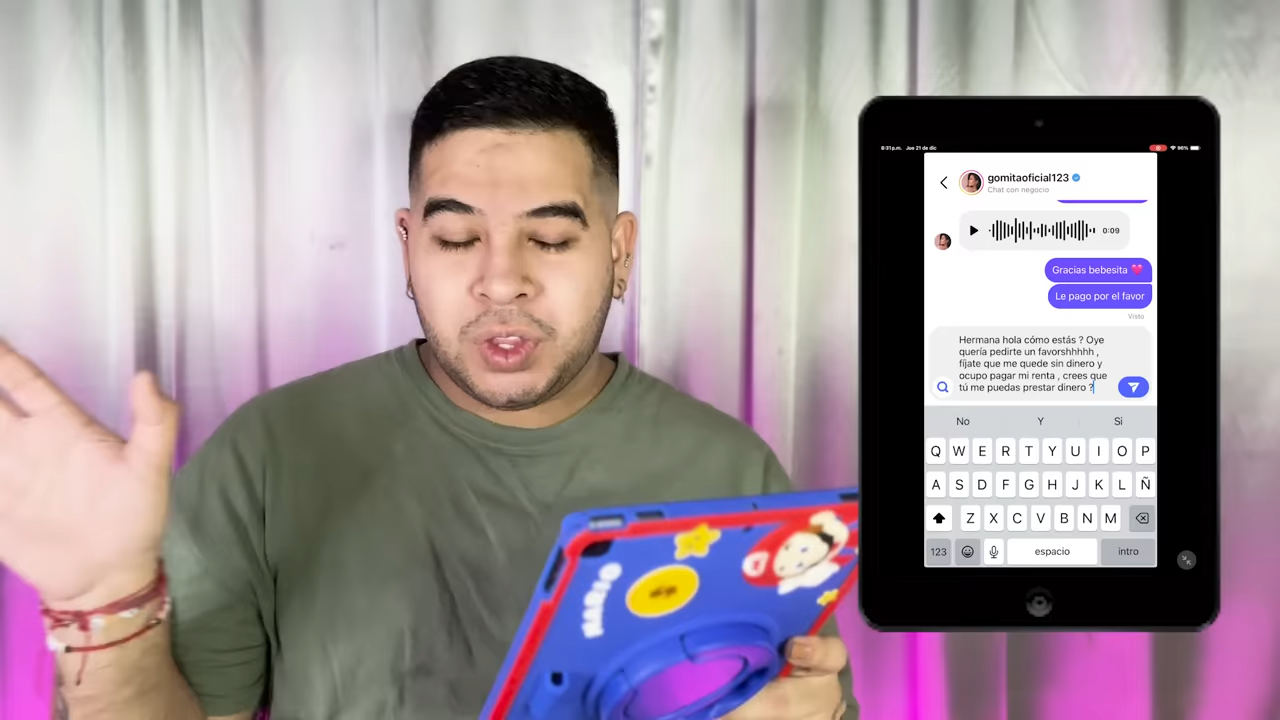 8:31p.m. Jue 21 de dic
96%
gomitaoficial123
Chat con negocio
0:09
Gracias bebesita 💗
Le pago por el favor
Visto
Hermana hola cómo estás ? Oye
quería pedirte un favorshhhhh ,
fíjate que me quede sin dinero y
ocupo pagar mi renta , crees que
tú me puedas prestar dinero ?
No Y Si
Q W E R T Y U I O P
A S D F G H J K L Ñ
Z X C V B N M
123 espacio intro